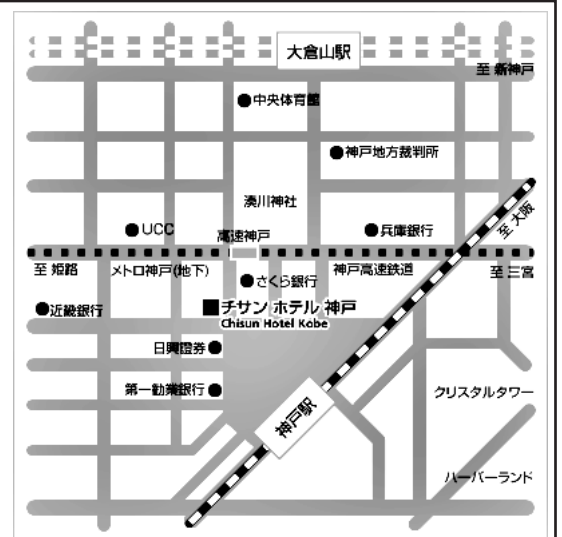 大倉山駅
至 新神戸
中央体育館
神戸地方裁判所
湊川神社
UCC
高速神戸
兵庫銀行
至 大阪
至 姫路
メトロ神戸(地下)
神戸高速鉄道
至 三宮
さくら銀行
近畿銀行
チサン ホテル 神戸
Chisun Hotel Kobe
日興證券
第一勧業銀行
クリスタルタワー
神戸駅
ハーバーランド